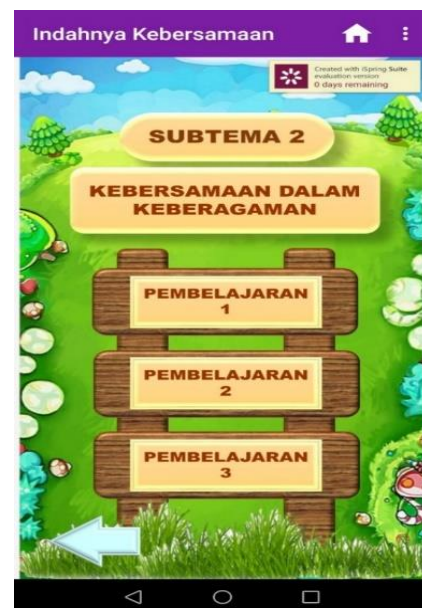 Indahnya Kebersamaan
Created with iSpring Suite
evaluation version
0 days remaining
SUBTEMA 2
KEBERSAMAAN DALAM
KEBERAGAMAN
PEMBELAJARAN
1
PEMBELAJARAN
2
PEMBELAJARAN
3